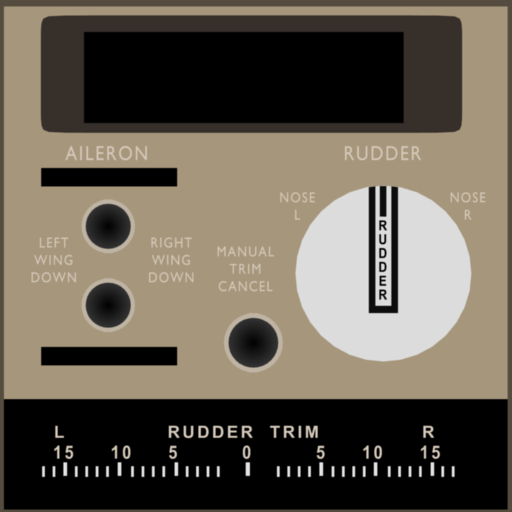 AILERON
RUDDER
NOSE
L
NOSE
R
LEFT
WING
DOWN
RIGHT
WING
DOWN
MANUAL
TRIM
CANCEL
RUDDER
L RUDDER TRIM R
15 10 5 0 5 10 15